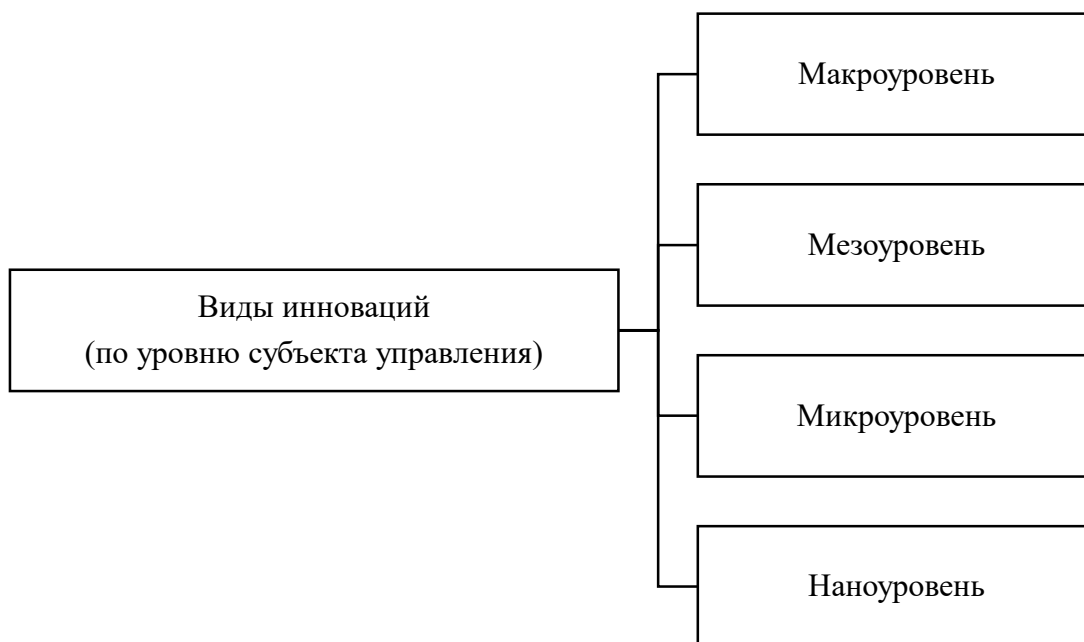 Макроуровень
Мезоуровень
Виды инноваций
(по уровню субъекта управления)
Микроуровень
Наноуровень